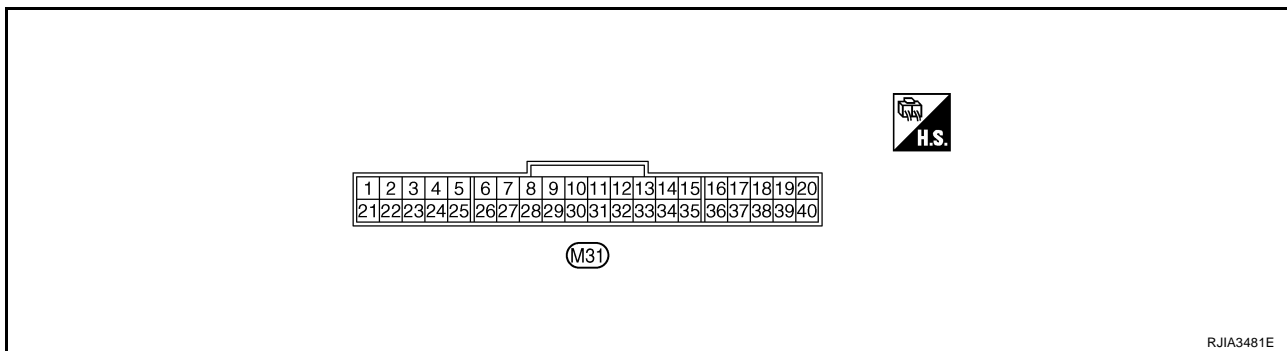 H.S.
1 2 3 4 5 6 7 8 9 10 11 12 13 14 15 16 17 18 19 20
21 22 23 24 25 26 27 28 29 30 31 32 33 34 35 36 37 38 39 40
M31
RJIA3481E